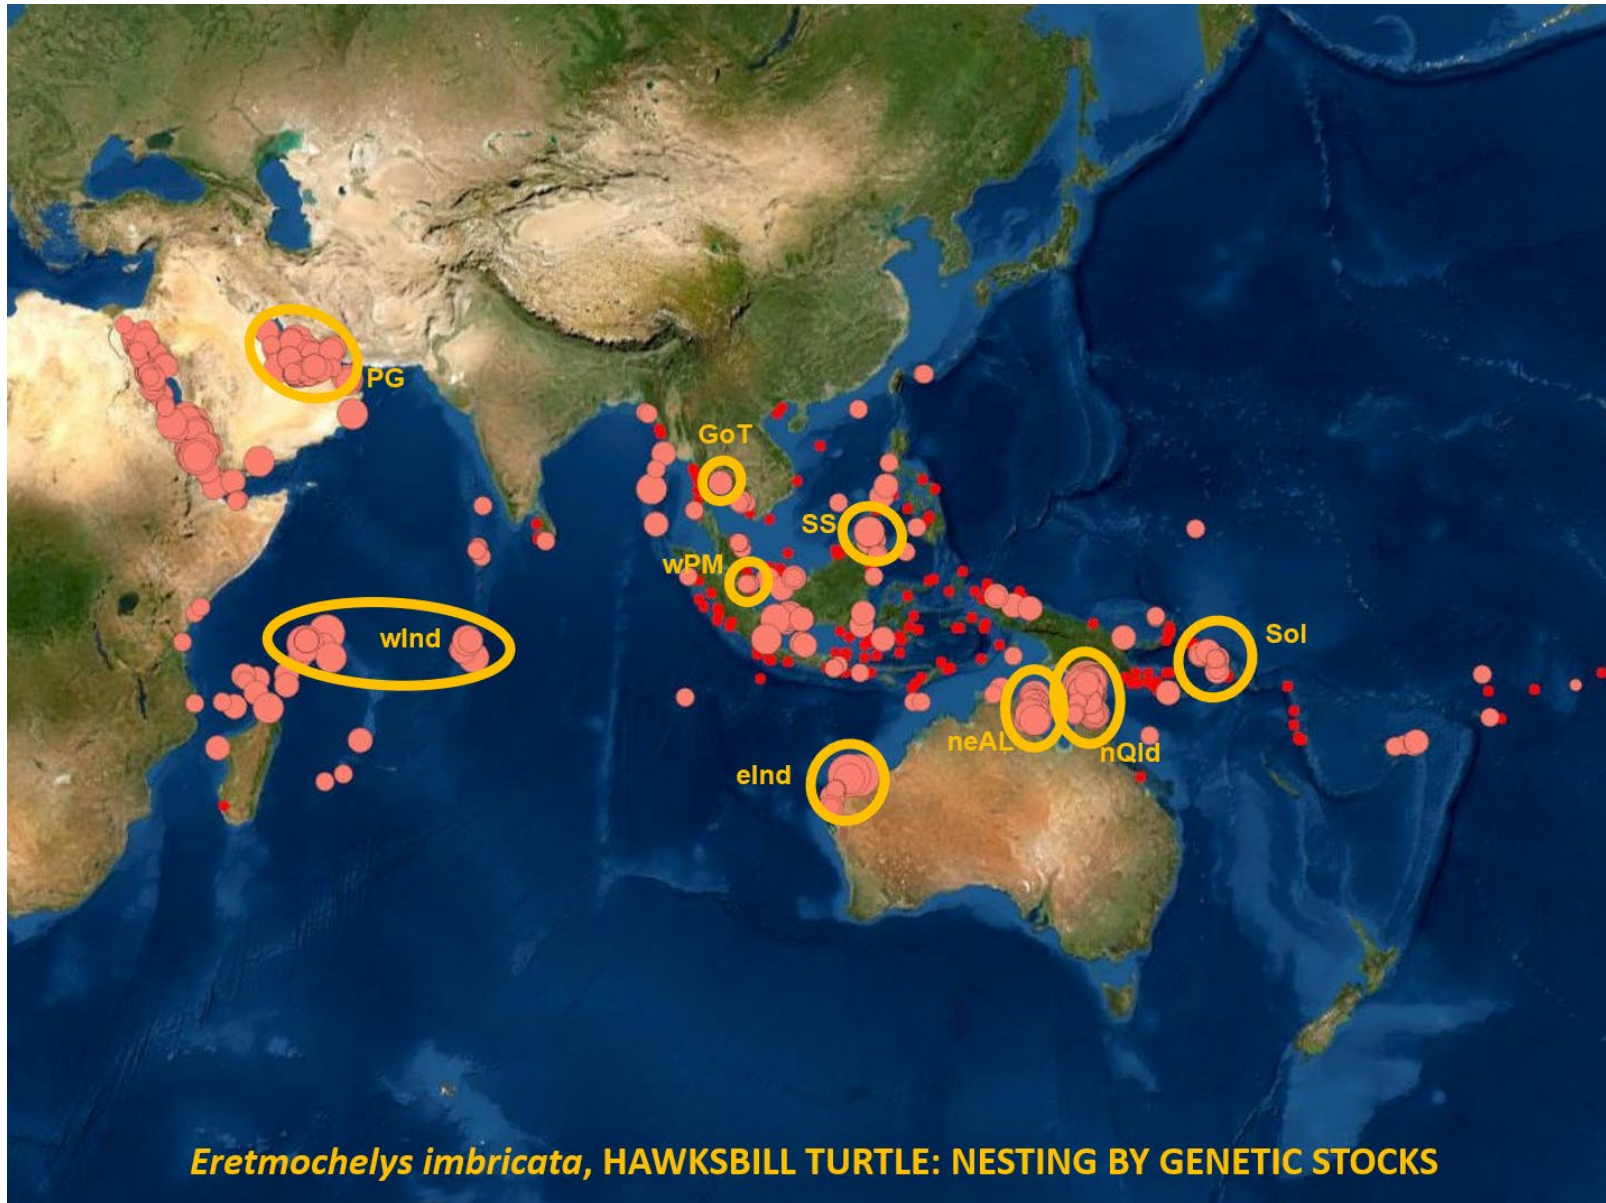 PG
GoT
SS
wPM
wInd
Sol
neAL
nQld
eInd
Eretmochelys imbricata, HAWKSBILL TURTLE: NESTING BY GENETIC STOCKS